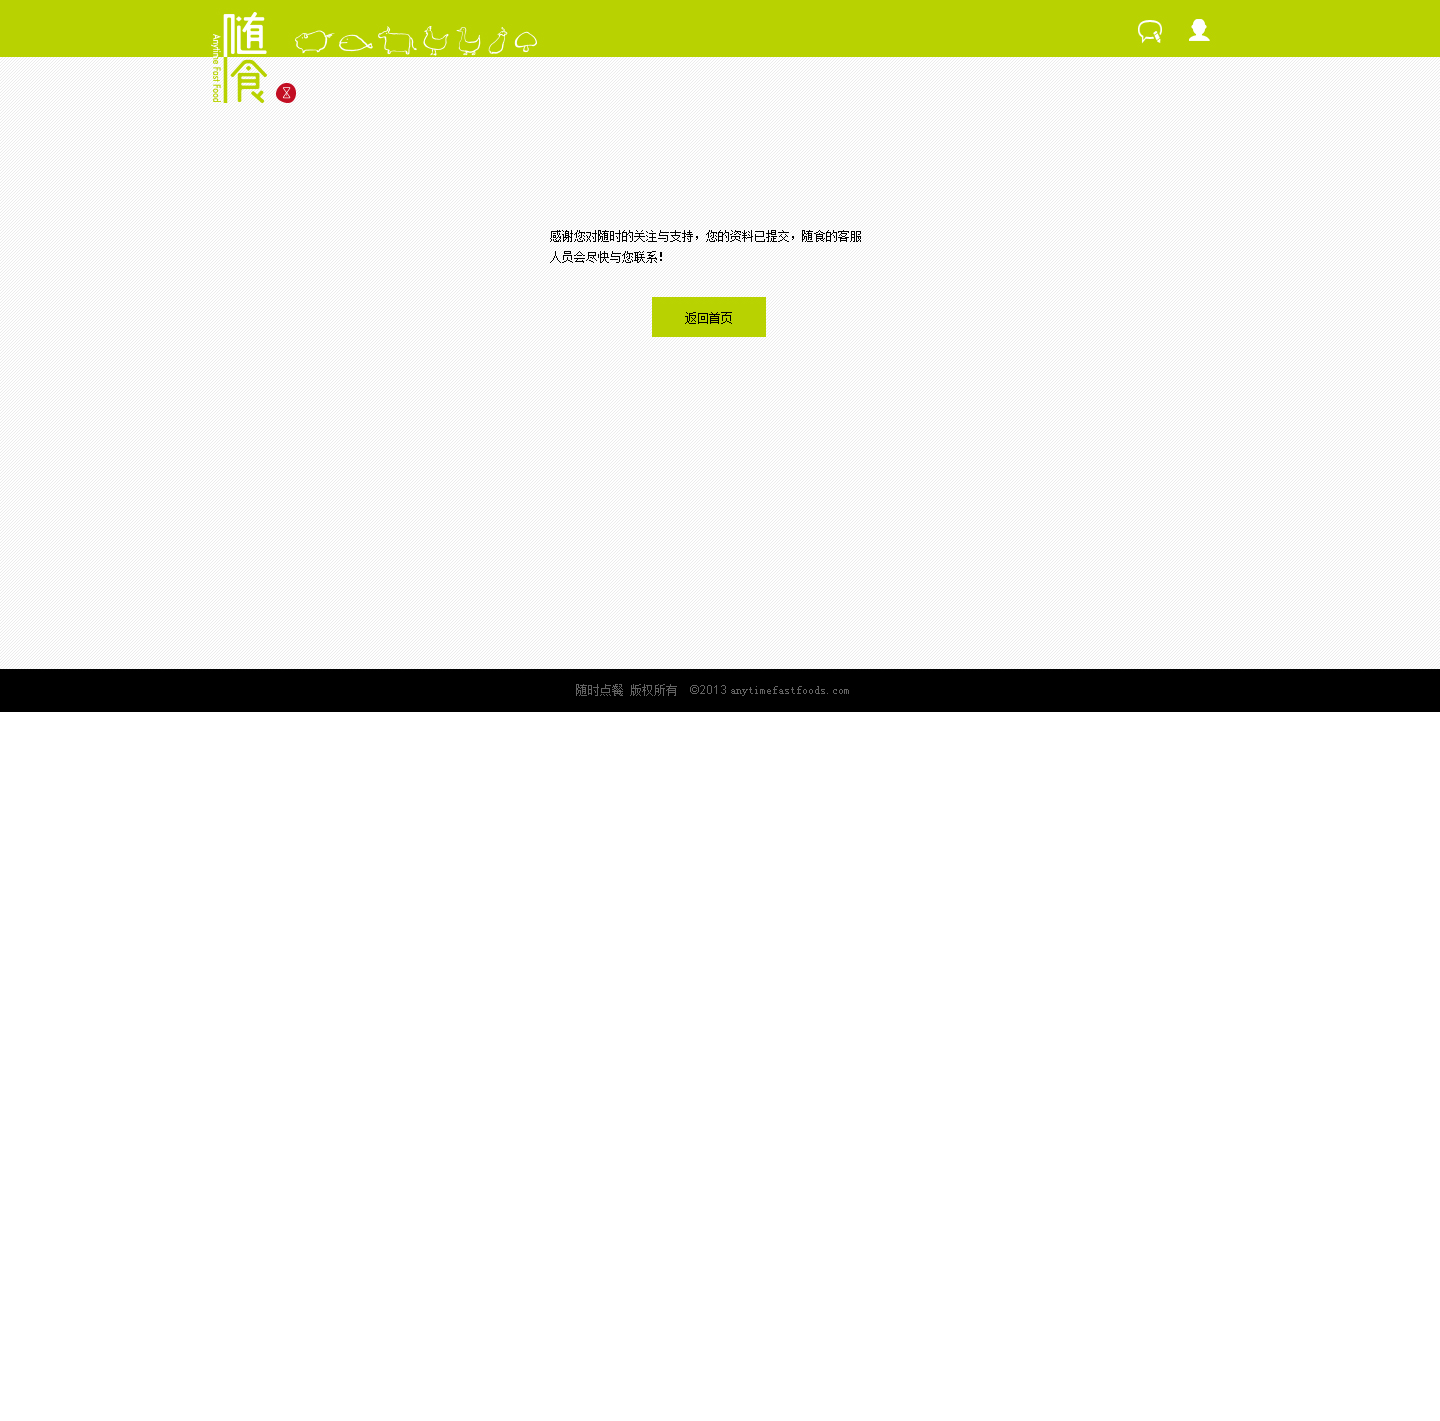 随食
Anytime Fast Food
感谢您对随时的关注与支持，您的资料已提交，随食的客服
人员会尽快与您联系！
返回首页
随时点餐 版权所有 ©2013 anytimefastfoods.com